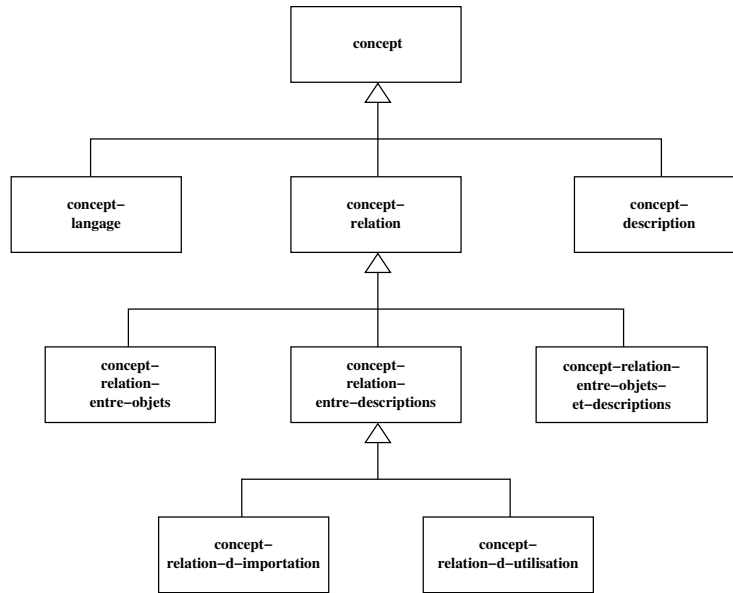 concept
concept-
langage
concept-
relation
concept-
description
concept-
relation-
entre-objets
concept-
relation-
entre-descriptions
concept-relation-
entre-objets-
et-descriptions
concept-
relation-d-importation
concept-
relation-d-utilisation